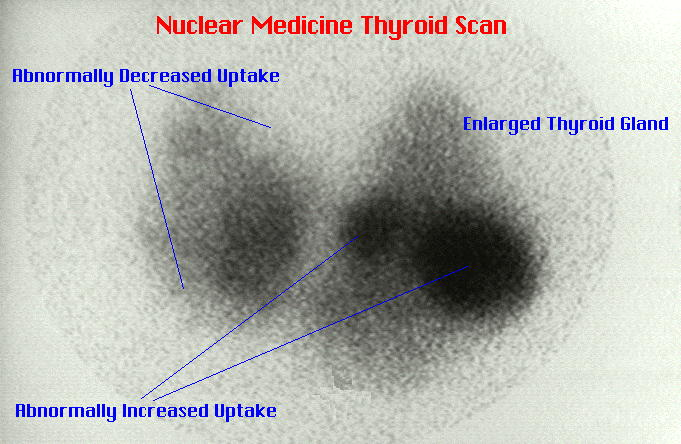 Nuclear Medicine Thyroid Scan
Abnormally Decreased Uptake
Enlarged Thyroid Gland
Abnormally Increased Uptake